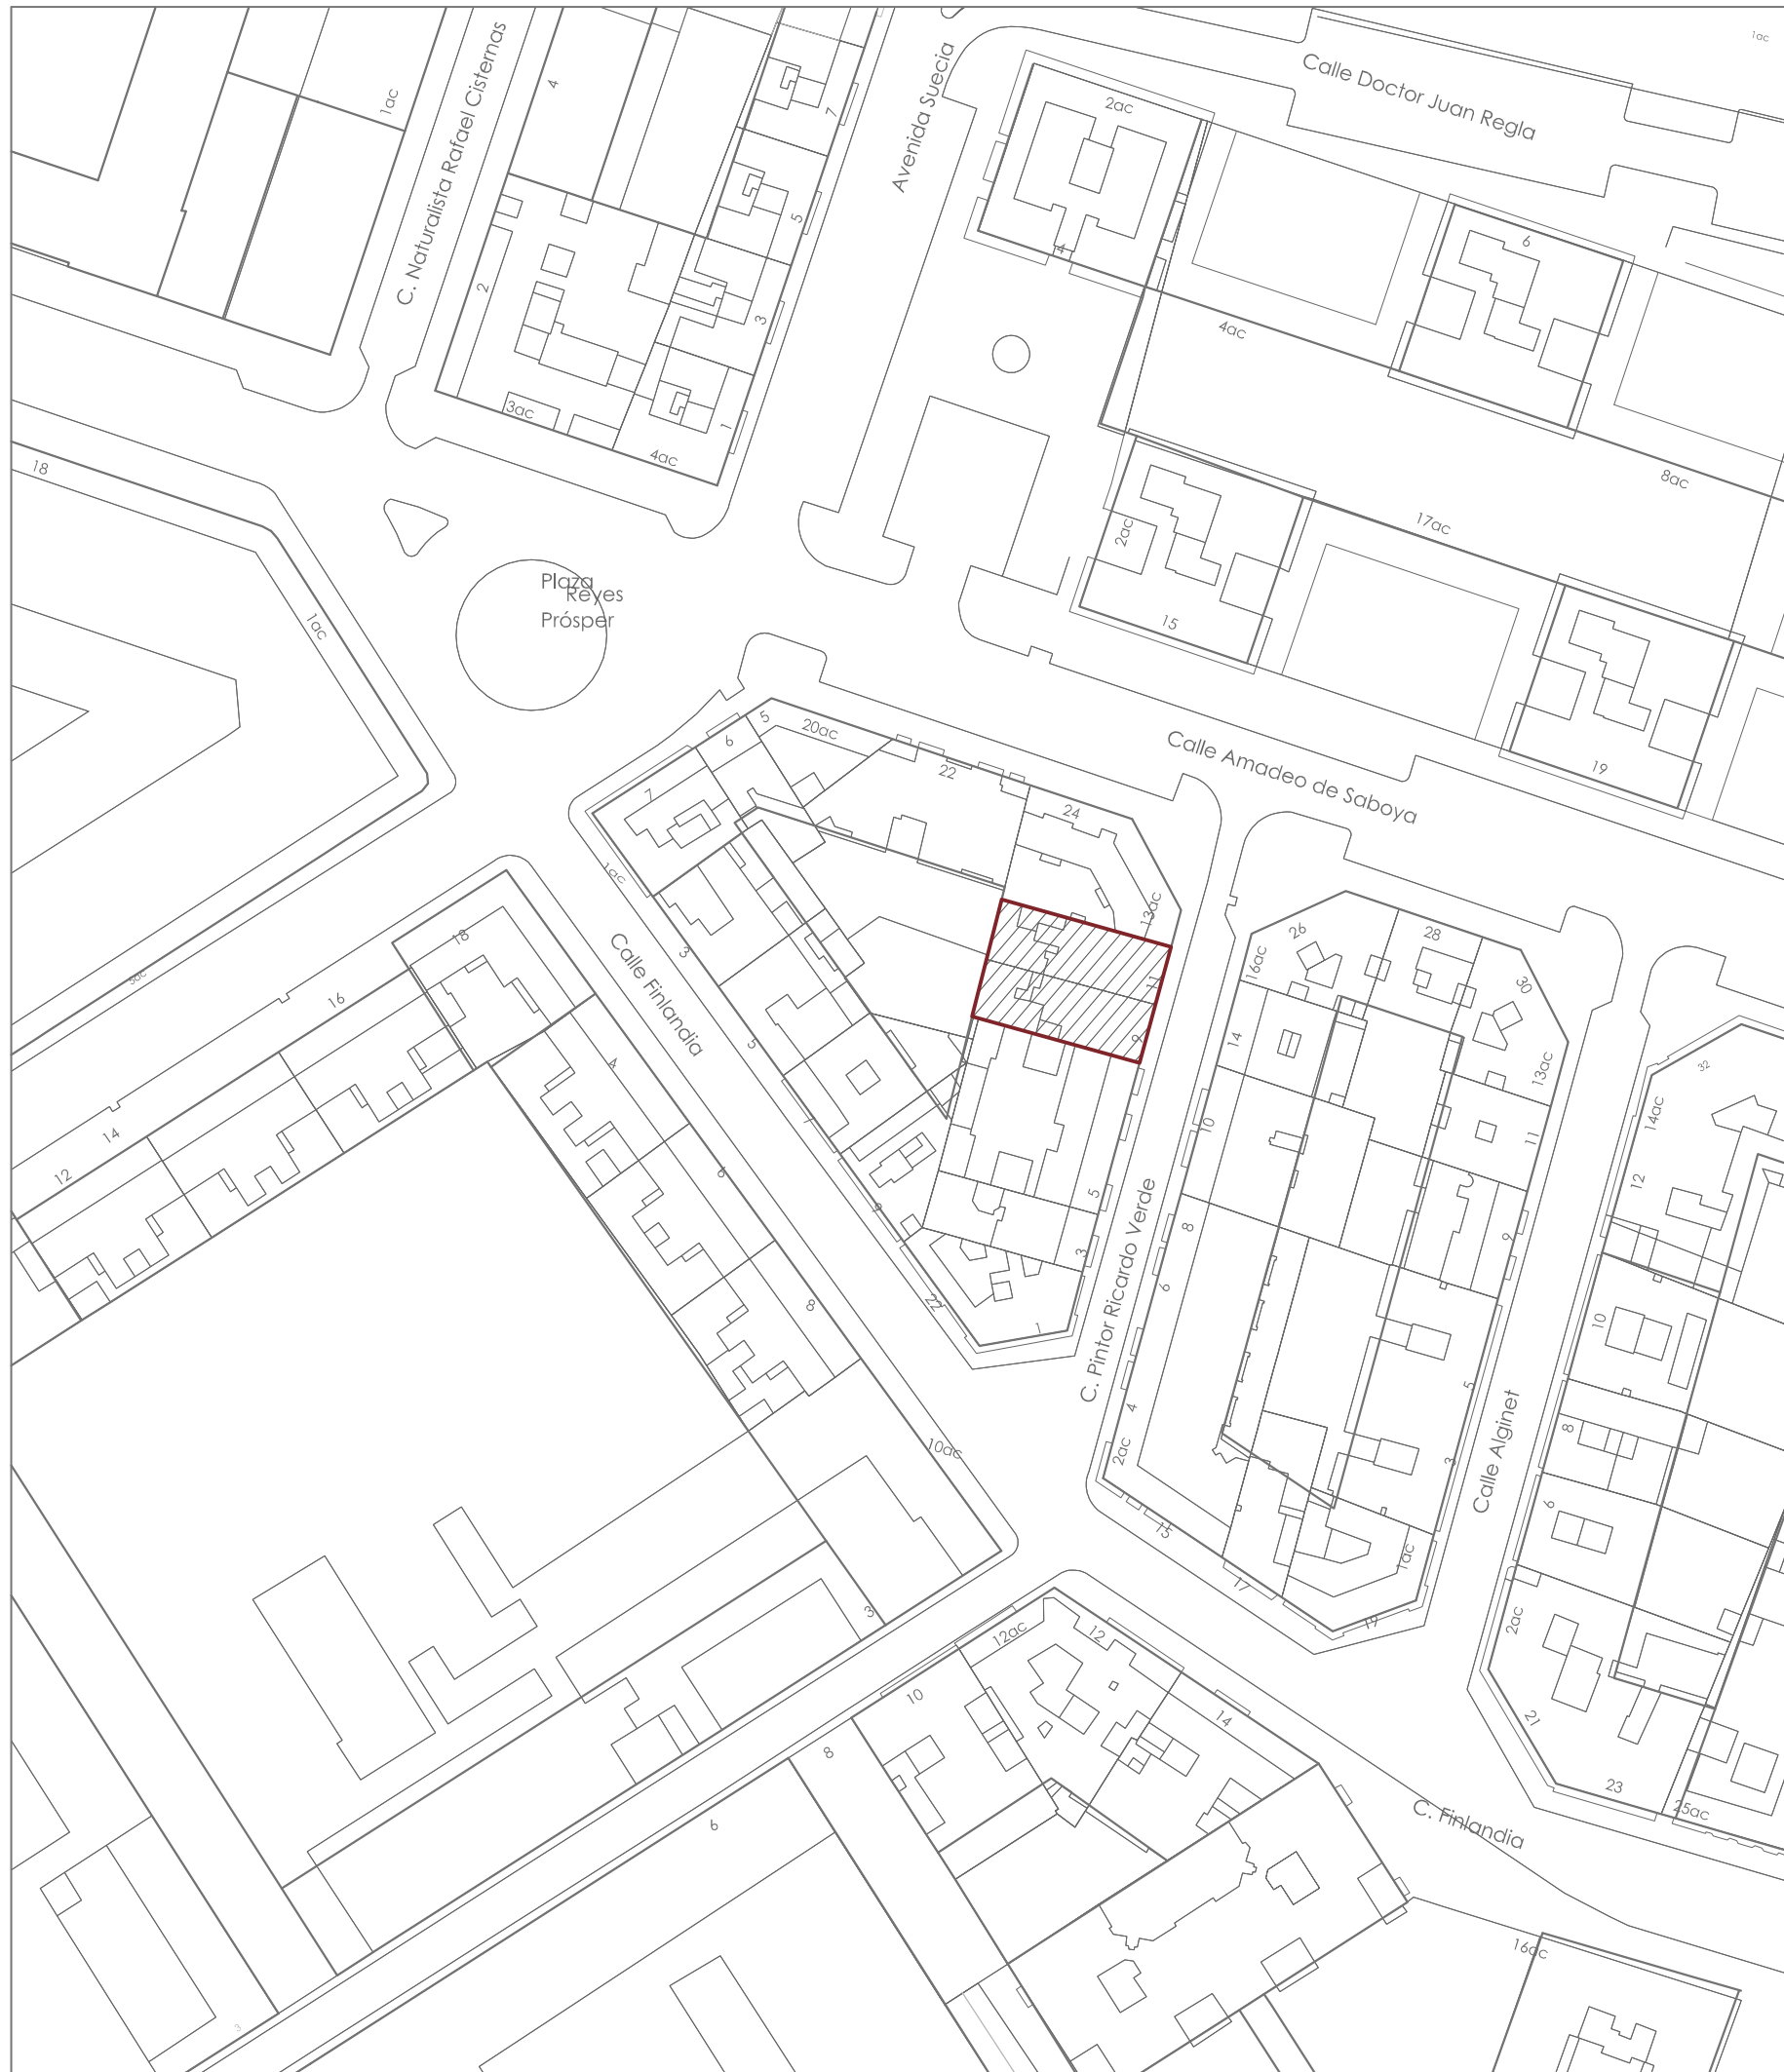 1ac
Calle Doctor Juan Regla
C. Naturalista Rafael Cisternas
Avenida Suecia
1ac
4
7
2ac
5
4
6
2
3
4ac
3ac
1
4ac
18
8ac
17ac
2ac
Plaza
Reyes
Prósper
15
1ac
Calle Amadeo de Saboya
19
5
20ac
6
22
7
24
1ac
13ac
26
28
18
16ac
30
3
Calle Finlandia
11
16
9
14
5
4
13ac
32
14ac
14
12
7
10
11
6
12
5
9
8
9
3
C. Pintor Ricardo Verde
6
22
1
8
10
5
4
8
Calle Alginet
10ac
2ac
3
6
15
1ac
17
19
3
12ac
12
2ac
10
14
21
8
23
25ac
C. Finlandia
6
16ac
3